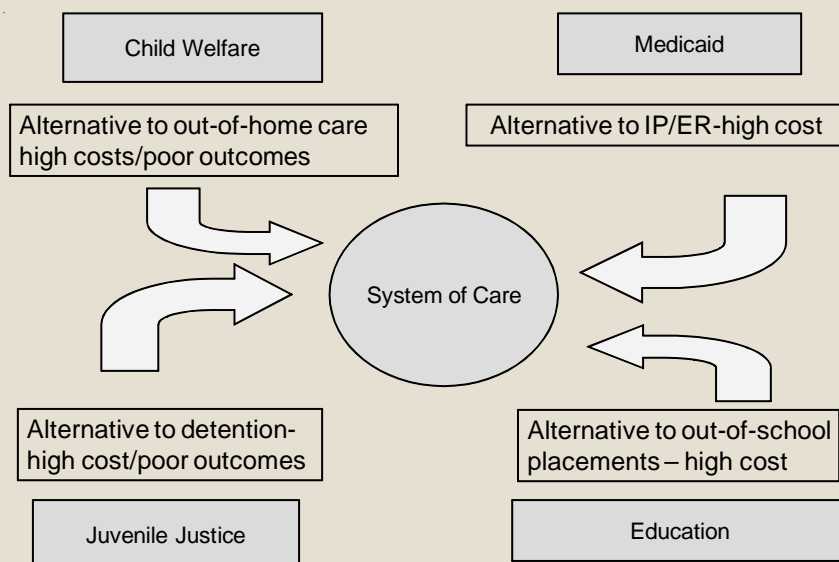 Child Welfare
Medicaid
Alternative to out-of-home care
high costs/poor outcomes
Alternative to IP/ER-high cost
System of Care
Alternative to detention-
high cost/poor outcomes
Alternative to out-of-school
placements – high cost
Juvenile Justice
Education